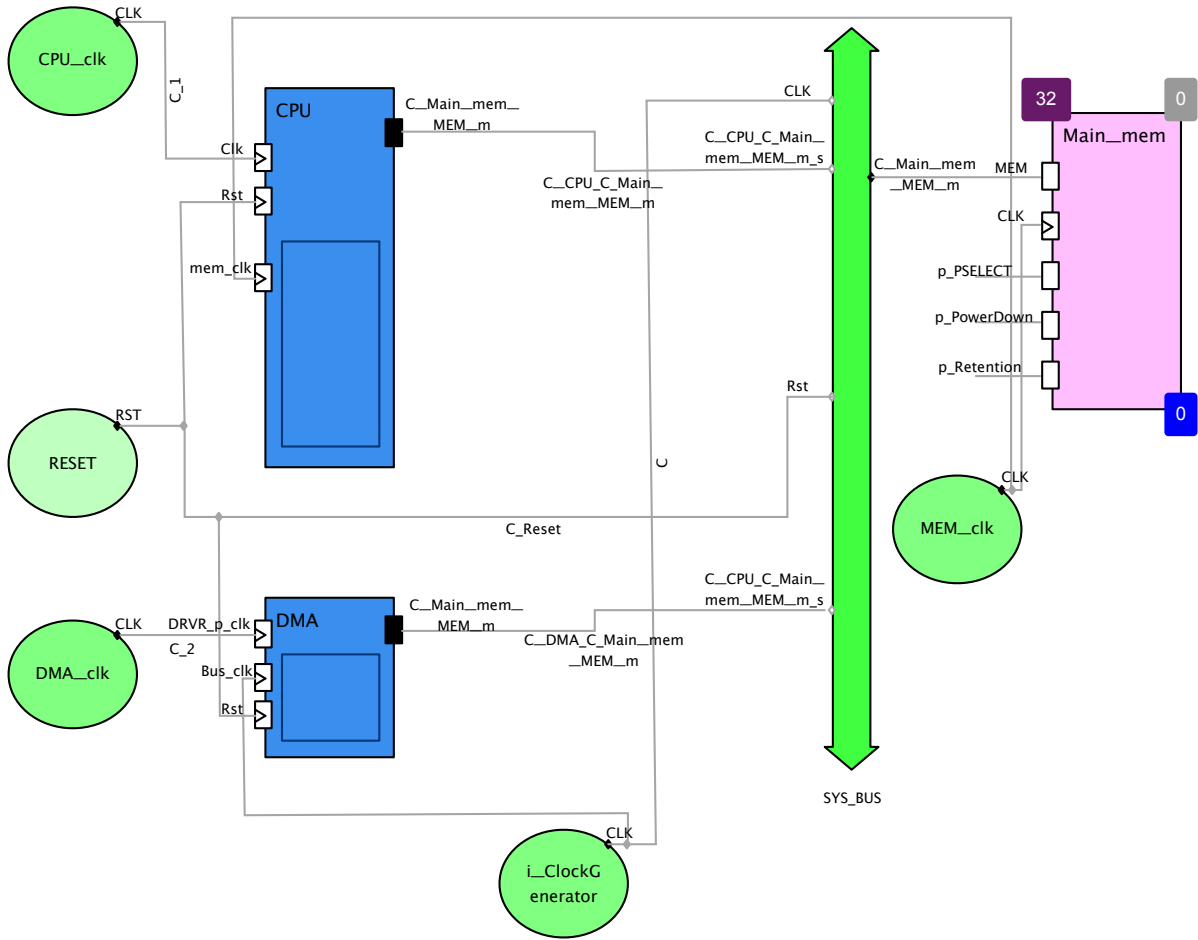 CLK
CPU__clk
C_1
CPU
C__Main__mem__
MEM__m
Clk
Rst
mem_clk
CLK
C__CPU_C_Main__
mem__MEM__m_s
C__CPU_C_Main__
mem__MEM__m
C__Main__mem
__MEM__m
32
0
Main__mem
MEM
CLK
p_PSELECT
p_PowerDown
p_Retention
0
Rst
RST
RESET
C
C_Reset
CLK
MEM__clk
CLK
DMA__clk
DRVR_p_clk
C_2
Bus_clk
Rst
DMA
C__Main__mem__
MEM__m
C__DMA_C_Main__mem
__MEM__m
C__CPU_C_Main__
mem__MEM__m_s
SYS_BUS
CLK
i__ClockG
enerator